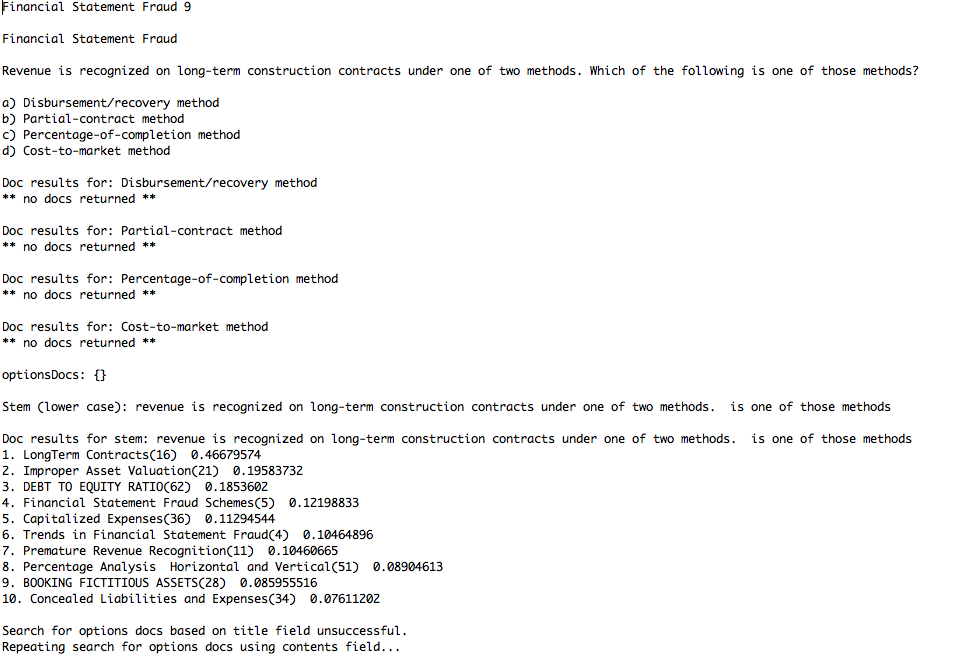 Financial Statement Fraud 9
Financial Statement Fraud
Revenue is recognized on long-term construction contracts under one of two methods. Which of the following is one of those methods?
a) Disbursement/recovery method
b) Partial-contract method
c) Percentage-of-completion method
d) Cost-to-market method
Doc results for: Disbursement/recovery method
** no docs returned **
Doc results for: Partial-contract method
** no docs returned **
Doc results for: Percentage-of-completion method
** no docs returned **
Doc results for: Cost-to-market method
** no docs returned **
optionsDocs: {}
Stem (lower case): revenue is recognized on long-term construction contracts under one of two methods.  is one of those methods
Doc results for stem: revenue is recognized on long-term construction contracts under one of two methods.  is one of those methods
1. LongTerm Contracts(16)  0.46679574
2. Improper Asset Valuation(21)  0.19583732
3. DEBT TO EQUITY RATIO(62)  0.1853602
4. Financial Statement Fraud Schemes(5)  0.12198833
5. Capitalized Expenses(36)  0.11294544
6. Trends in Financial Statement Fraud(4)  0.10464896
7. Premature Revenue Recognition(11)  0.10460665
8. Percentage Analysis  Horizontal and Vertical(51)  0.08904613
9. BOOKING FICTITIOUS ASSETS(28)  0.085955516
10. Concealed Liabilities and Expenses(34)  0.07611202
Search for options docs based on title field unsuccessful.
Repeating search for options docs using contents field...